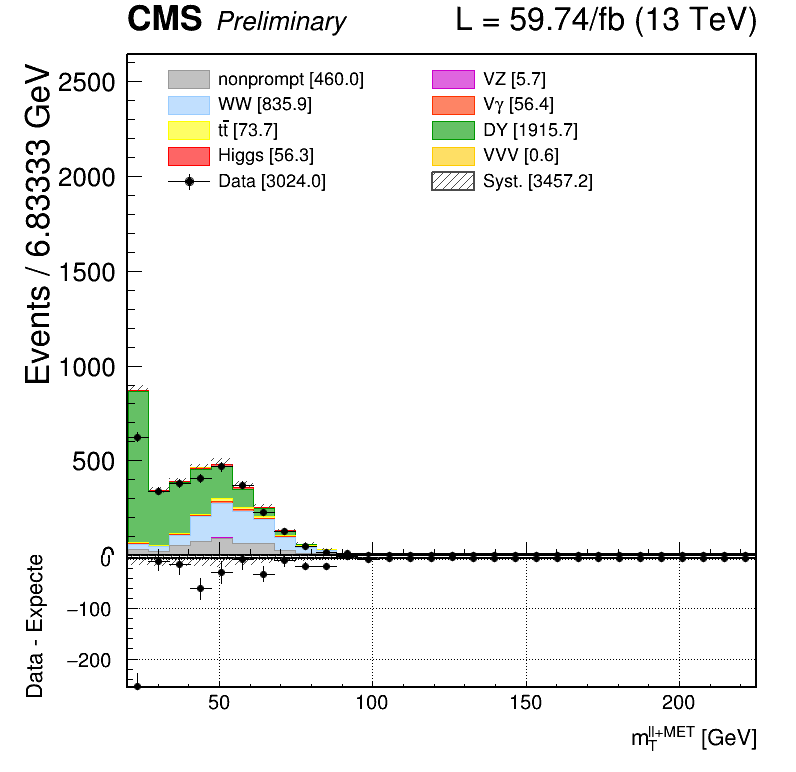 CMS Preliminary L = 59.74/fb (13 TeV)
Events / 6.83333 GeV
2500
2000
1500
1000
500
0
nonprompt [460.0]
WW [835.9]
tt̄ [73.7]
Higgs [56.3]
Data [3024.0]
VZ [5.7]
Vγ [56.4]
DY [1915.7]
VVV [0.6]
Syst. [3457.2]
Data - Expecte
0
−100
−200
50 100 150 200
m_T^{ll+MET} [GeV]